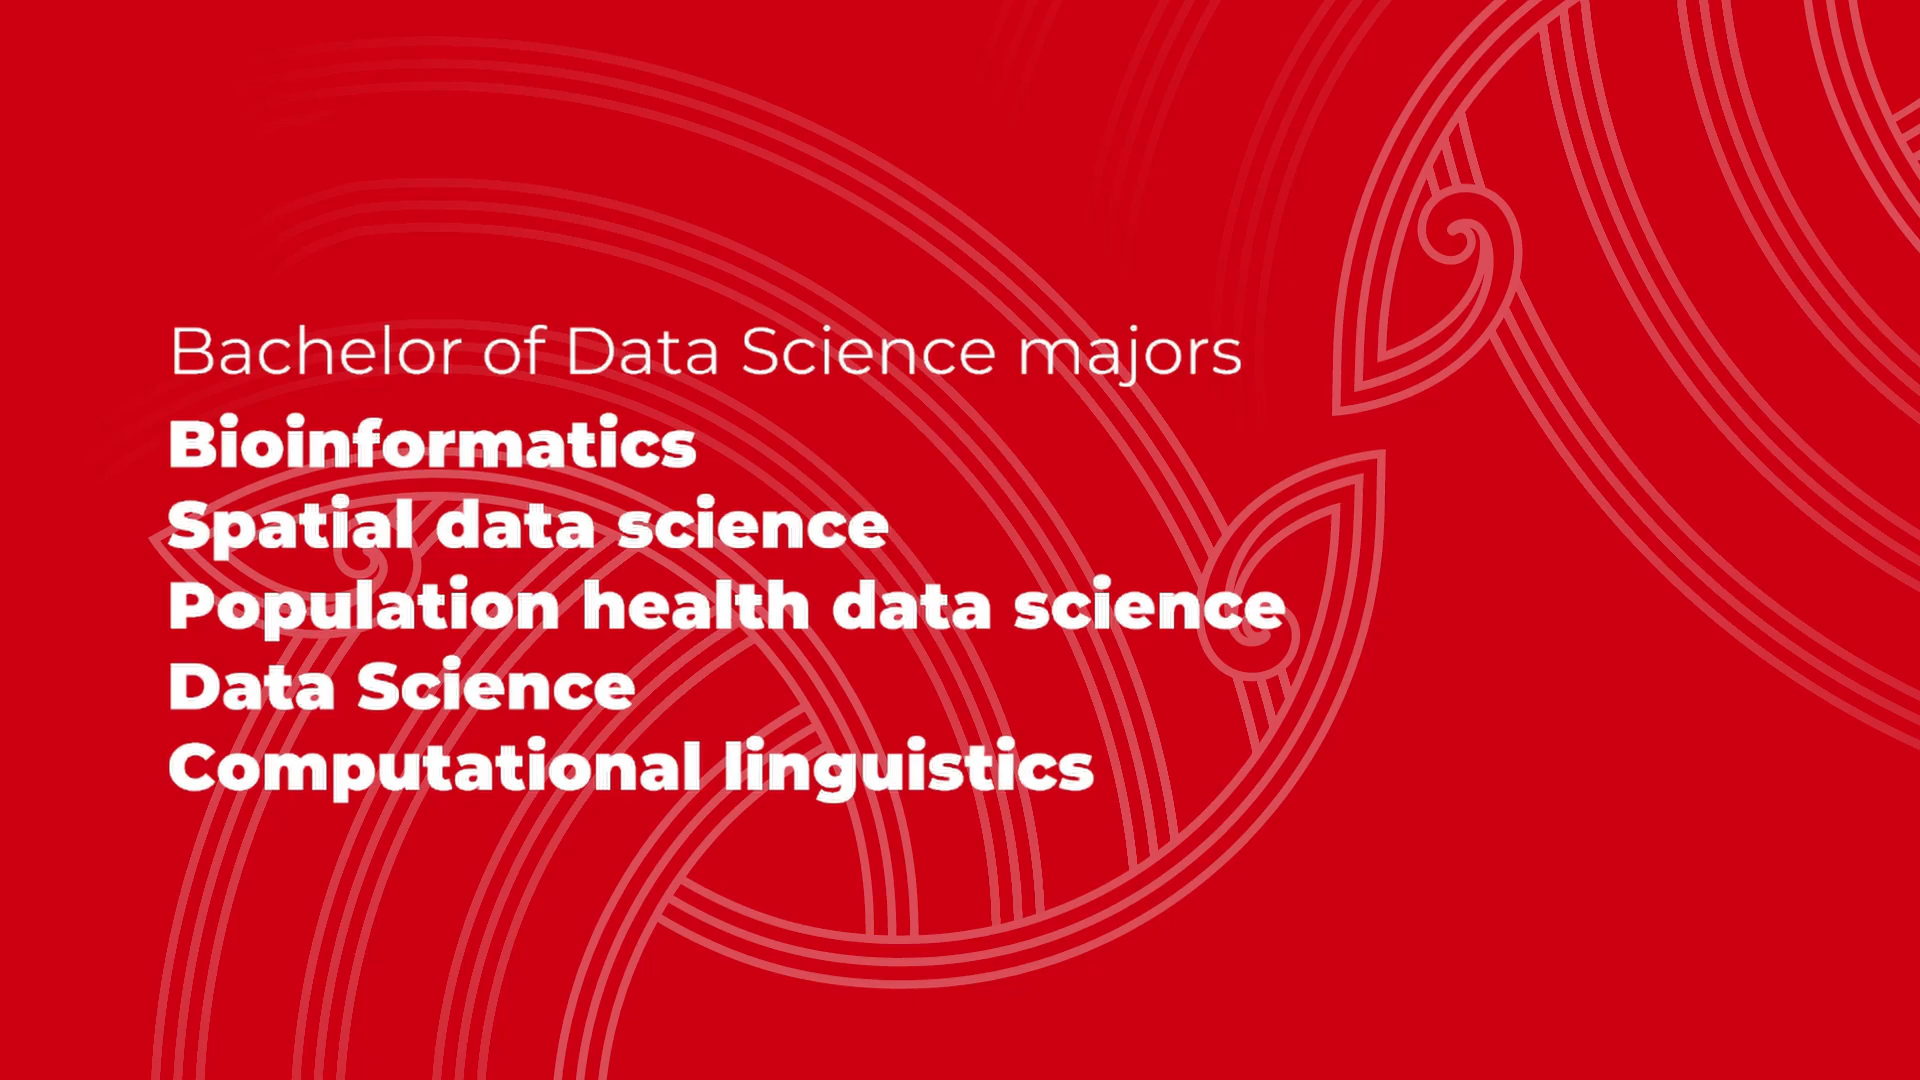 Bachelor of Data Science majors
Bioinformatics
Spatial data science
Population health data science
Data Science
Computational linguistics